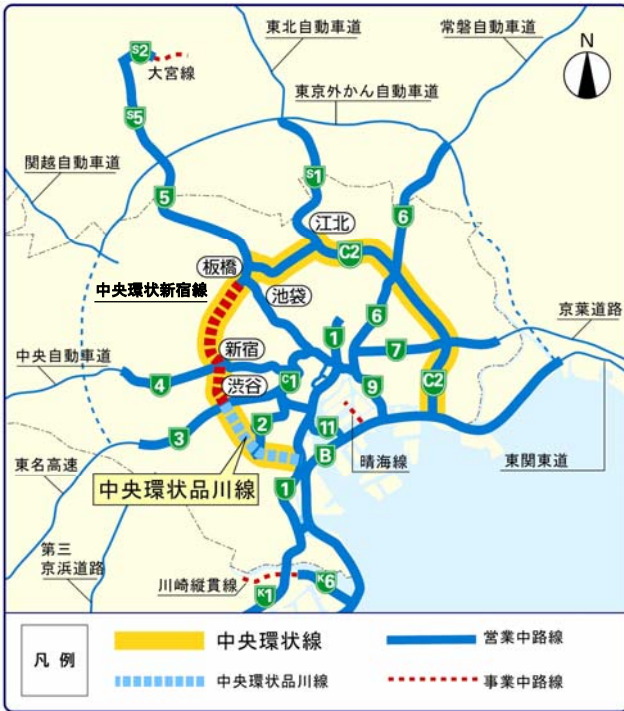 東北自動車道
常磐自動車道
N
S2
大宮線
東京外かん自動車道
S5
関越自動車道
S1
5
6
江北
C2
板橋
中央環状新宿線
池袋
6
京葉道路
1
新宿
7
中央自動車道
4
渋谷
C1
9
C2
2
11
3
B
晴海線
東関東道
東名高速
中央環状品川線
1
第三
京浜道路
川崎縦貫線
K6
K1
凡例
中央環状線
営業中路線
中央環状品川線
事業中路線